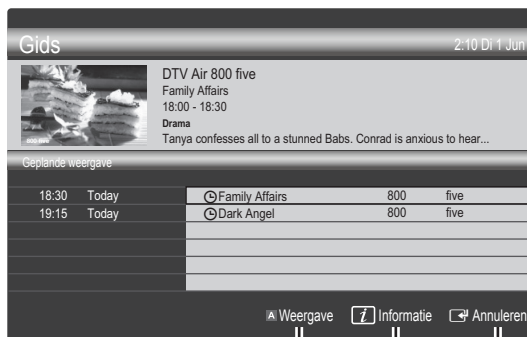 Gids 2:10 Di 1 Jun
DTV Air 800 five
Family Affairs
18:00 - 18:30
Drama
Tanya confesses all to a stunned Babs. Conrad is anxious to hear...
800 five
Geplande weergave
18:30 Today Family Affairs 800 five
19:15 Today Dark Angel 800 five
A Weergave i Informatie Annuleren